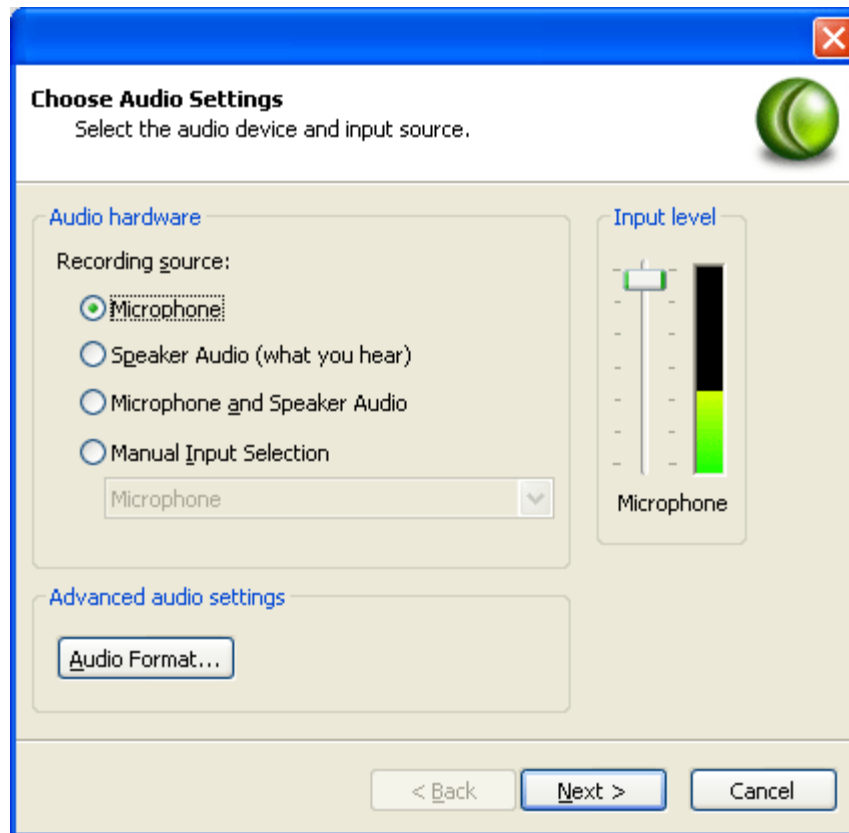 Choose Audio Settings
Select the audio device and input source.
Audio hardware
Recording source:
Microphone
Speaker Audio (what you hear)
Microphone and Speaker Audio
Manual Input Selection
Microphone
Input level
Microphone
Advanced audio settings
Audio Format...
< Back
Next >
Cancel